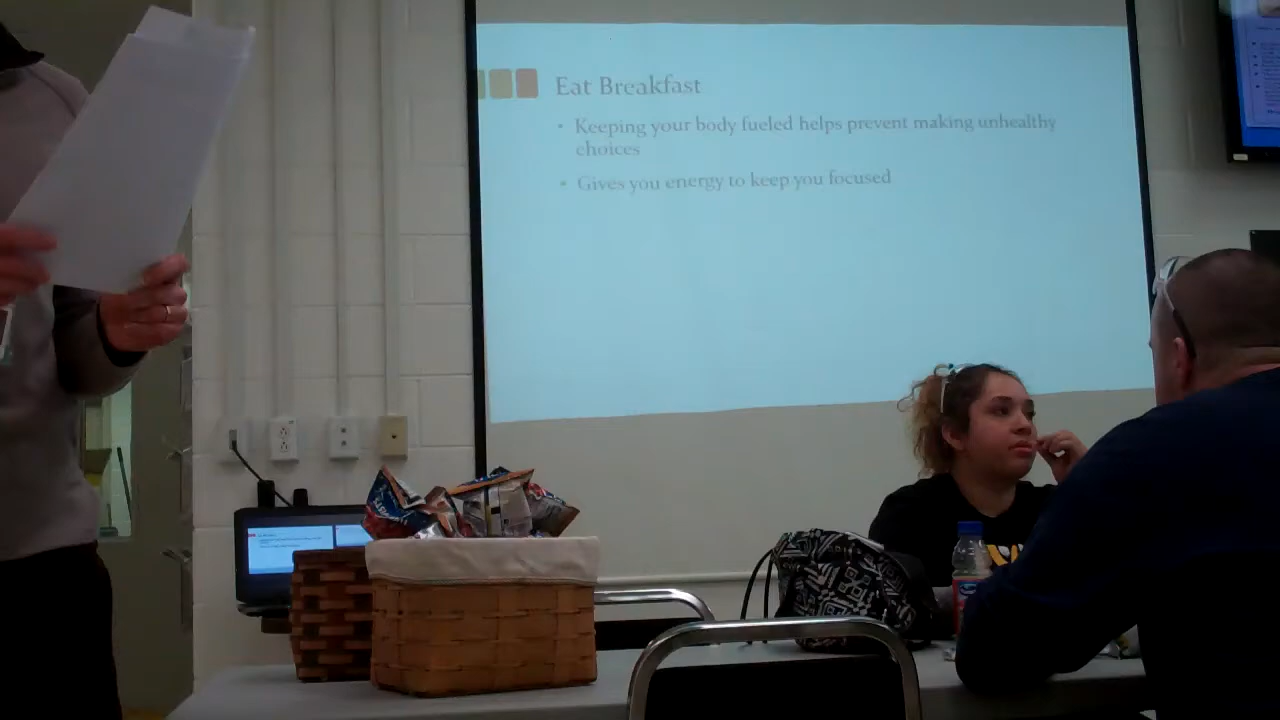 Eat Breakfast
• Keeping your body fueled helps prevent making unhealthy
choices
• Gives you energy to keep you focused